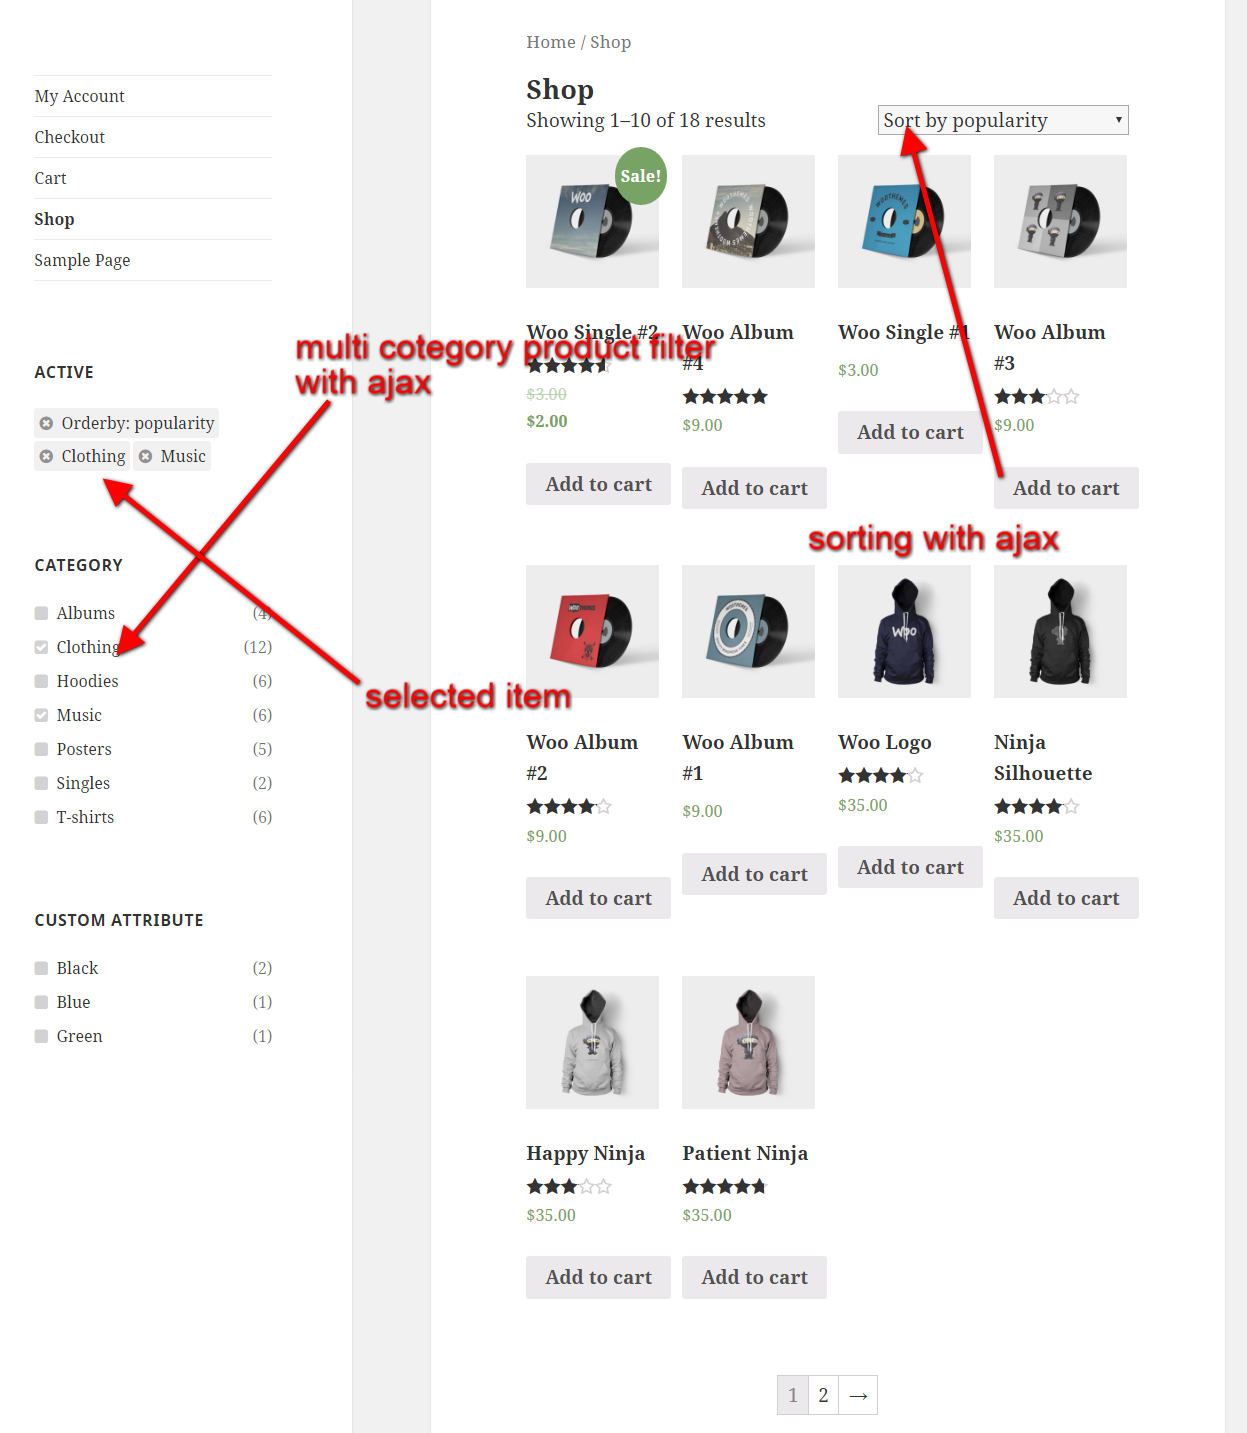 My Account
Checkout
Cart
Shop
Sample Page
ACTIVE
Orderby: popularity
Clothing
Music
CATEGORY
Albums (4)
Clothing (12)
Hoodies (6)
Music (6)
Posters (5)
Singles (2)
T-shirts (6)
CUSTOM ATTRIBUTE
Black (2)
Blue (1)
Green (1)
multi cotegory product filter
with ajax
selected item
Home / Shop
Shop
Showing 1–10 of 18 results
Sort by popularity
Sale!
WOO
WOOTHEMES
Woo Single #2
$3.00
$2.00
Add to cart
Woo Album
#4
$9.00
Add to cart
Woo Single #1
$3.00
Add to cart
Woo Album
#3
$9.00
Add to cart
sorting with ajax
WOOTHEMES
Woo
Woo Album
#2
$9.00
Add to cart
Woo Album
#1
$9.00
Add to cart
Woo Logo
$35.00
Add to cart
Ninja
Silhouette
$35.00
Add to cart
Happy Ninja
$35.00
Add to cart
Patient Ninja
$35.00
Add to cart
1 2 →